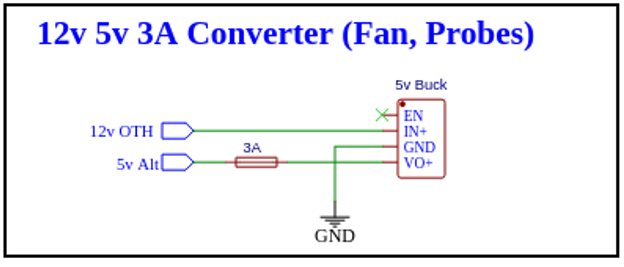 12v 5v 3A Converter (Fan, Probes)
5v Buck
EN
12v OTH
IN+
3A
GND
5v Alt
VO+
GND